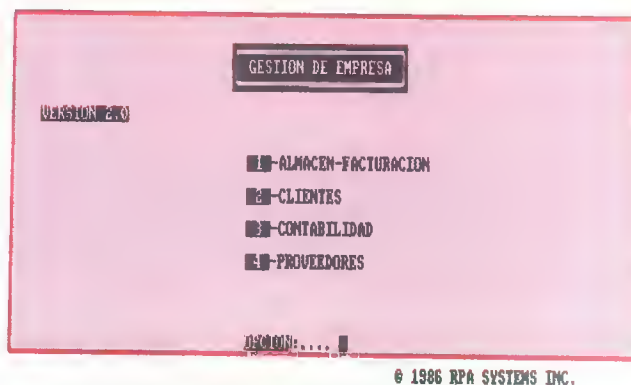 GESTION DE EMPRESA
VERSION 2.0
1-ALMACEN-FACTURACION
2-CLIENTES
3-CONTABILIDAD
4-PROVEEDORES
OPCION:....
© 1986 RPA SYSTEMS INC.